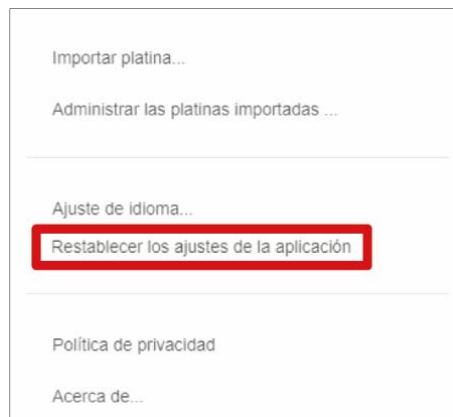 Importar platina...
Administrar las platinas importadas ...
Ajuste de idioma...
Restablecer los ajustes de la aplicación
Política de privacidad
Acerca de...